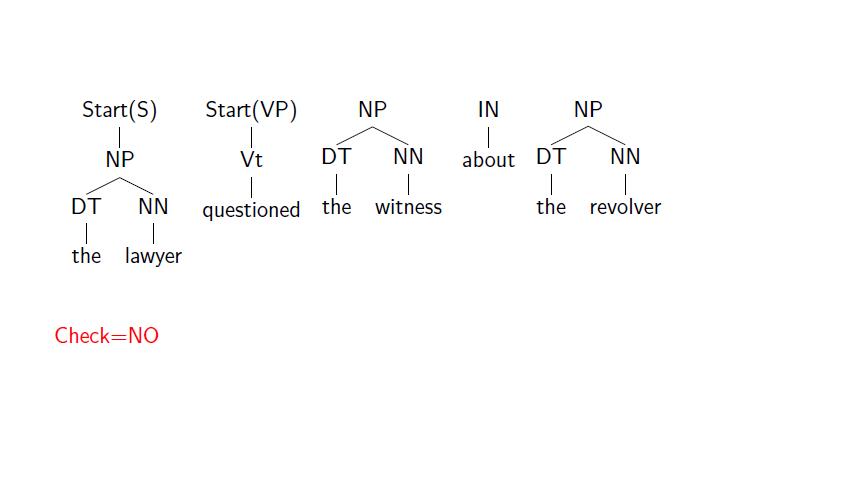 Start(S) Start(VP) NP IN NP
NP Vt DT NN about DT NN
DT NN questioned the witness the revolver
the lawyer
Check=NO